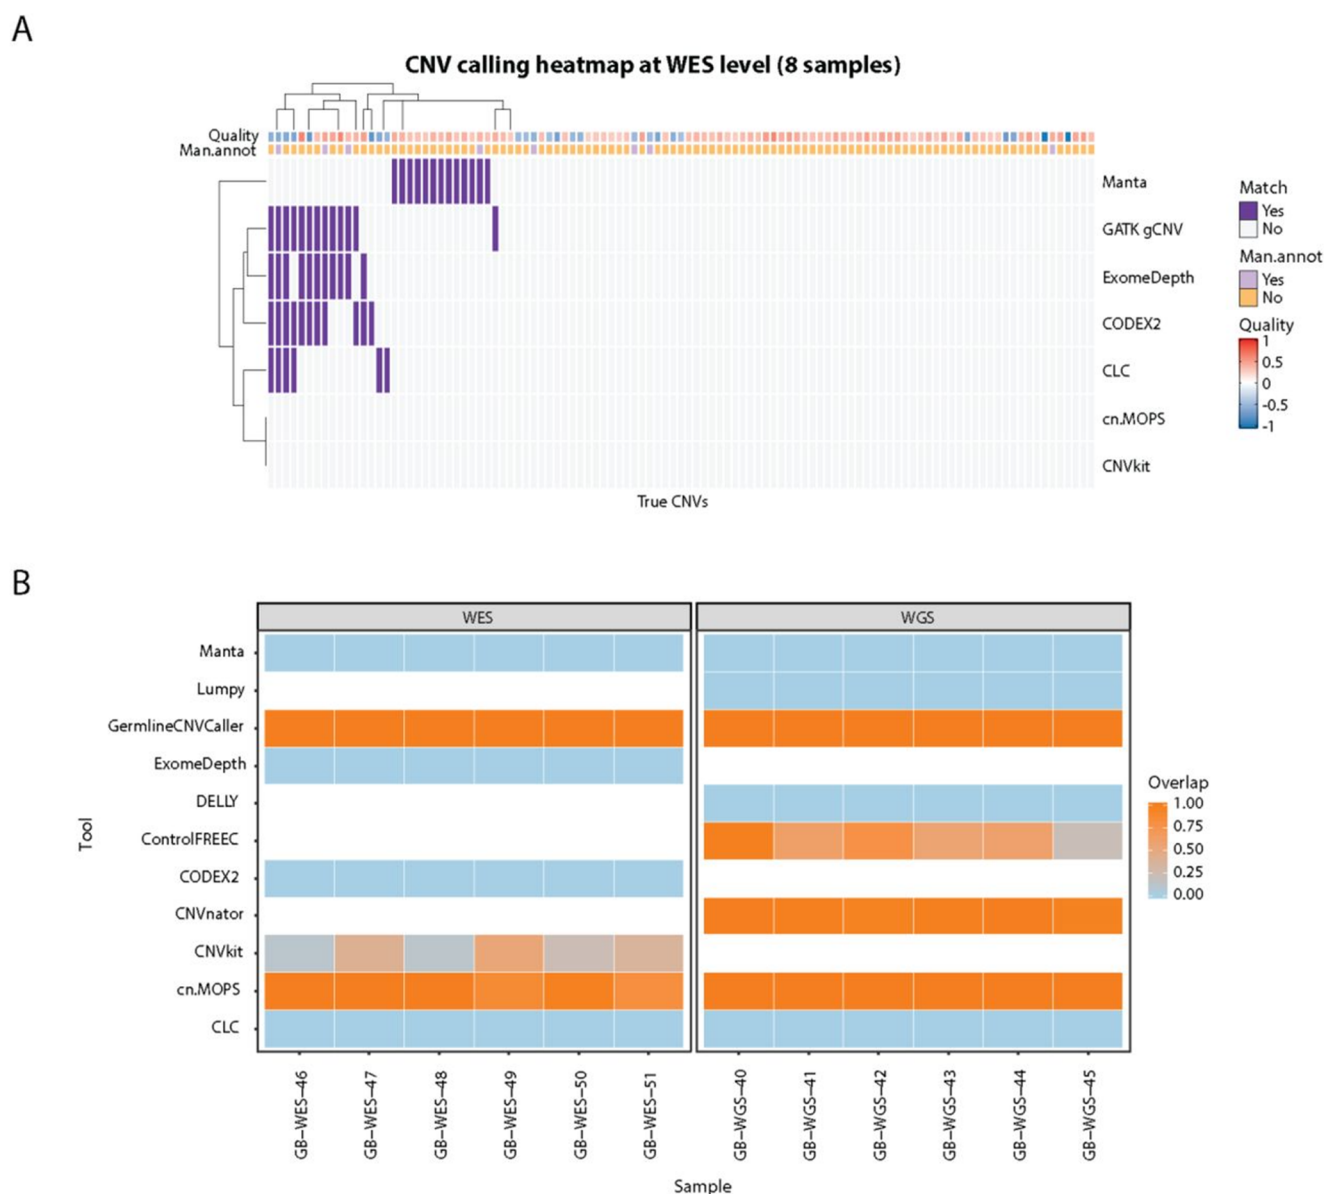 A
CNV calling heatmap at WES level (8 samples)
Quality
Man.annot
Manta
GATK gCNV
ExomeDepth
CODEX2
CLC
cn.MOPS
CNVkit
True CNVs
Match
Yes
No
Man.annot
Yes
No
Quality
1
0.5
0
-0.5
-1
B
WES
WGS
Tool
Manta
Lumpy
GermlineCNVCaller
ExomeDepth
DELLY
ControlFREEC
CODEX2
CNVnator
CNVkit
cn.MOPS
CLC
GB−WES−46
GB−WES−47
GB−WES−48
GB−WES−49
GB−WES−50
GB−WES−51
GB−WGS−40
GB−WGS−41
GB−WGS−42
GB−WGS−43
GB−WGS−44
GB−WGS−45
Sample
Overlap
1.00
0.75
0.50
0.25
0.00